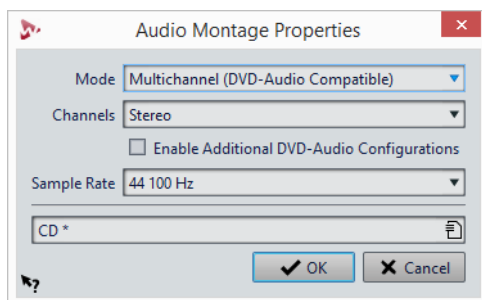 Audio Montage Properties
Mode Multichannel (DVD-Audio Compatible)
Channels Stereo
Enable Additional DVD-Audio Configurations
Sample Rate 44 100 Hz
CD *
OK Cancel
?